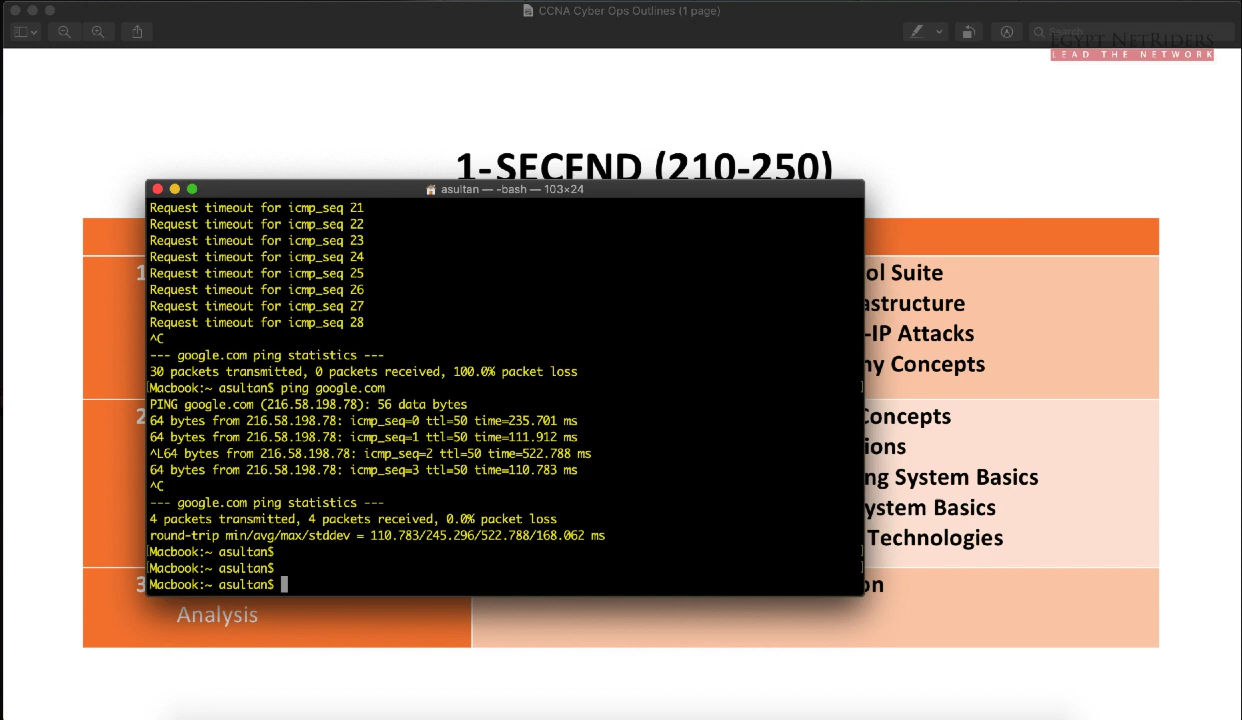 CCNA Cyber Ops Outlines (1 page)
EGYPT NETRIDERS
LEAD THE NETWORK
1-SECFND (210-250)
asultan — -bash — 103×24
Request timeout for icmp_seq 21
Request timeout for icmp_seq 22
Request timeout for icmp_seq 23
Request timeout for icmp_seq 24
Request timeout for icmp_seq 25
Request timeout for icmp_seq 26
Request timeout for icmp_seq 27
Request timeout for icmp_seq 28
^C
--- google.com ping statistics ---
30 packets transmitted, 0 packets received, 100.0% packet loss
[Macbook:~ asultan$ ping google.com ]
PING google.com (216.58.198.78): 56 data bytes
64 bytes from 216.58.198.78: icmp_seq=0 ttl=50 time=235.701 ms
64 bytes from 216.58.198.78: icmp_seq=1 ttl=50 time=111.912 ms
^L64 bytes from 216.58.198.78: icmp_seq=2 ttl=50 time=522.788 ms
64 bytes from 216.58.198.78: icmp_seq=3 ttl=50 time=110.783 ms
^C
--- google.com ping statistics ---
4 packets transmitted, 4 packets received, 0.0% packet loss
round-trip min/avg/max/stddev = 110.783/245.296/522.788/168.062 ms
[Macbook:~ asultan$ ]
[Macbook:~ asultan$ ]
Macbook:~ asultan$
1
ol Suite
astructure
-IP Attacks
hy Concepts
2
Concepts
ions
ng System Basics
ystem Basics
Technologies
3
on
Analysis